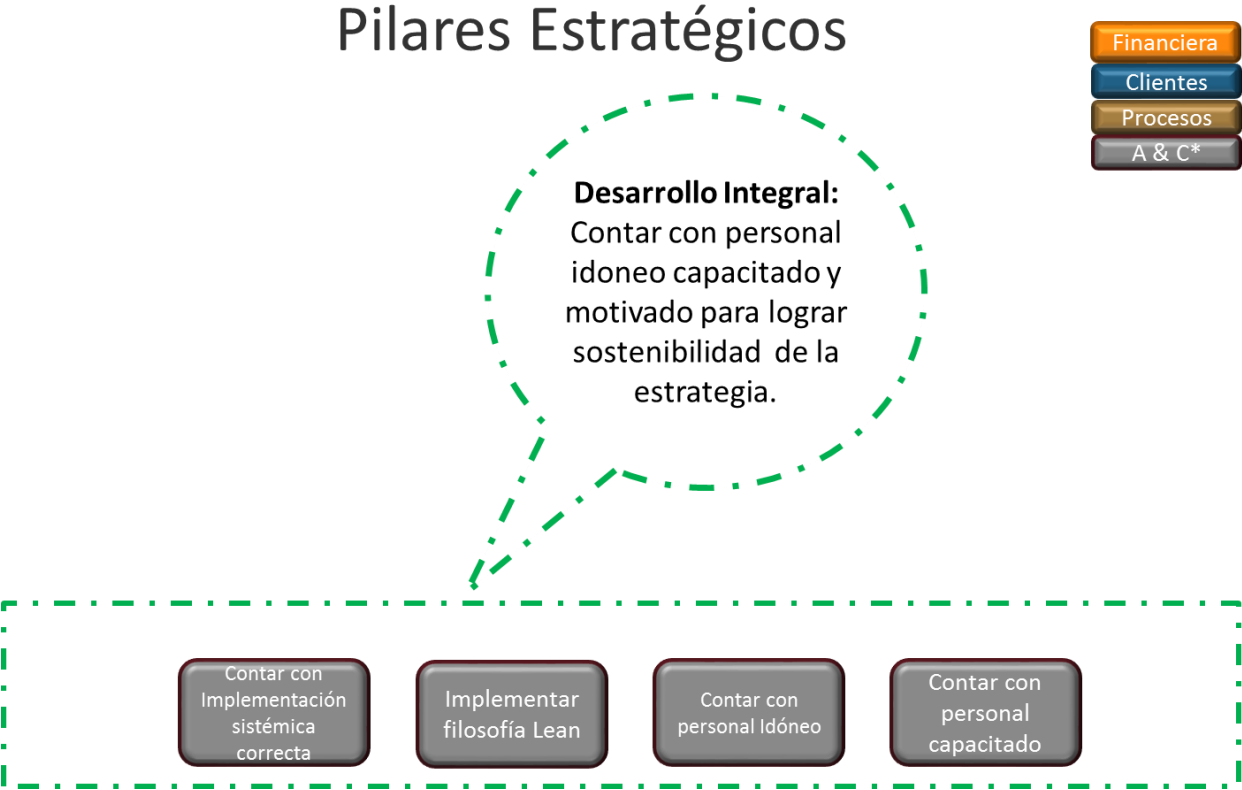 Pilares Estratégicos
Financiera
Clientes
Procesos
A & C*
Desarrollo Integral:
Contar con personal
idoneo capacitado y
motivado para lograr
sostenibilidad de la
estrategia.
Contar con
Implementación
sistémica
correcta
Implementar
filosofía Lean
Contar con
personal Idóneo
Contar con
personal
capacitado